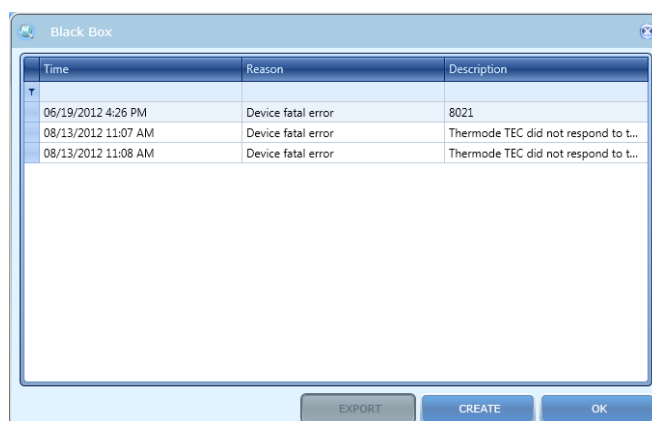 Black Box
Time Reason Description
06/19/2012 4:26 PM Device fatal error 8021
08/13/2012 11:07 AM Device fatal error Thermode TEC did not respond to t...
08/13/2012 11:08 AM Device fatal error Thermode TEC did not respond to t...
EXPORT CREATE OK